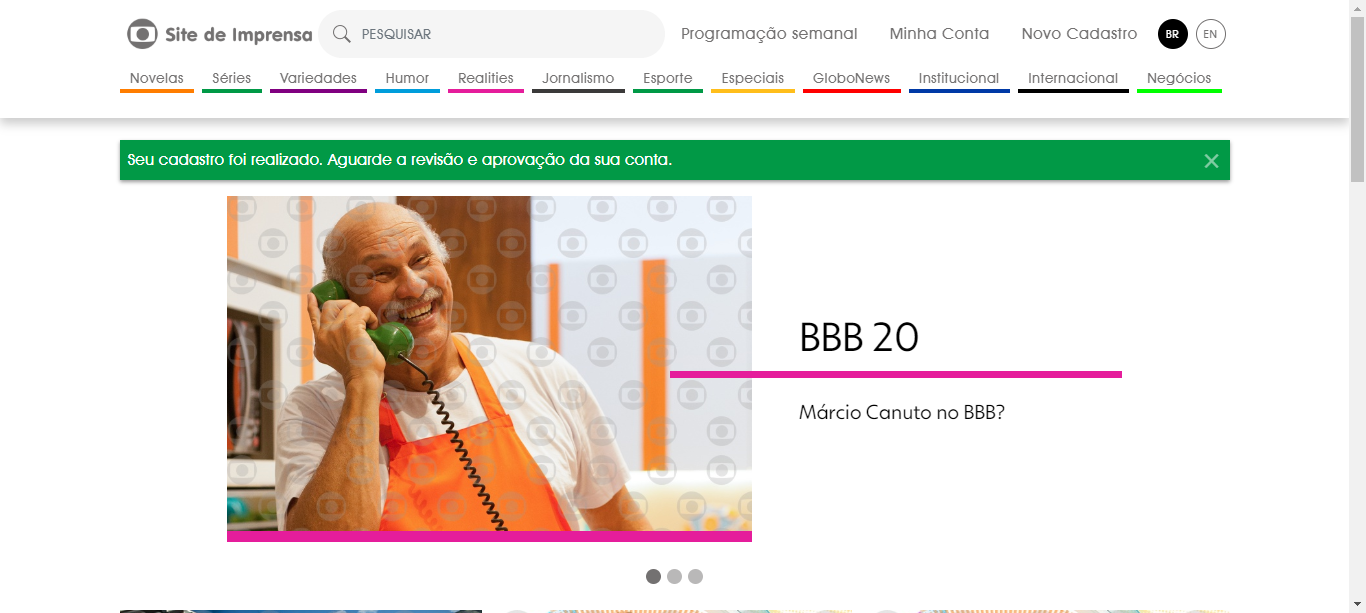 Site de Imprensa
PESQUISAR
Programação semanal
Minha Conta
Novo Cadastro
BR
EN
Novelas
Séries
Variedades
Humor
Realities
Jornalismo
Esporte
Especiais
GloboNews
Institucional
Internacional
Negócios
Seu cadastro foi realizado. Aguarde a revisão e aprovação da sua conta.
BBB 20
Márcio Canuto no BBB?